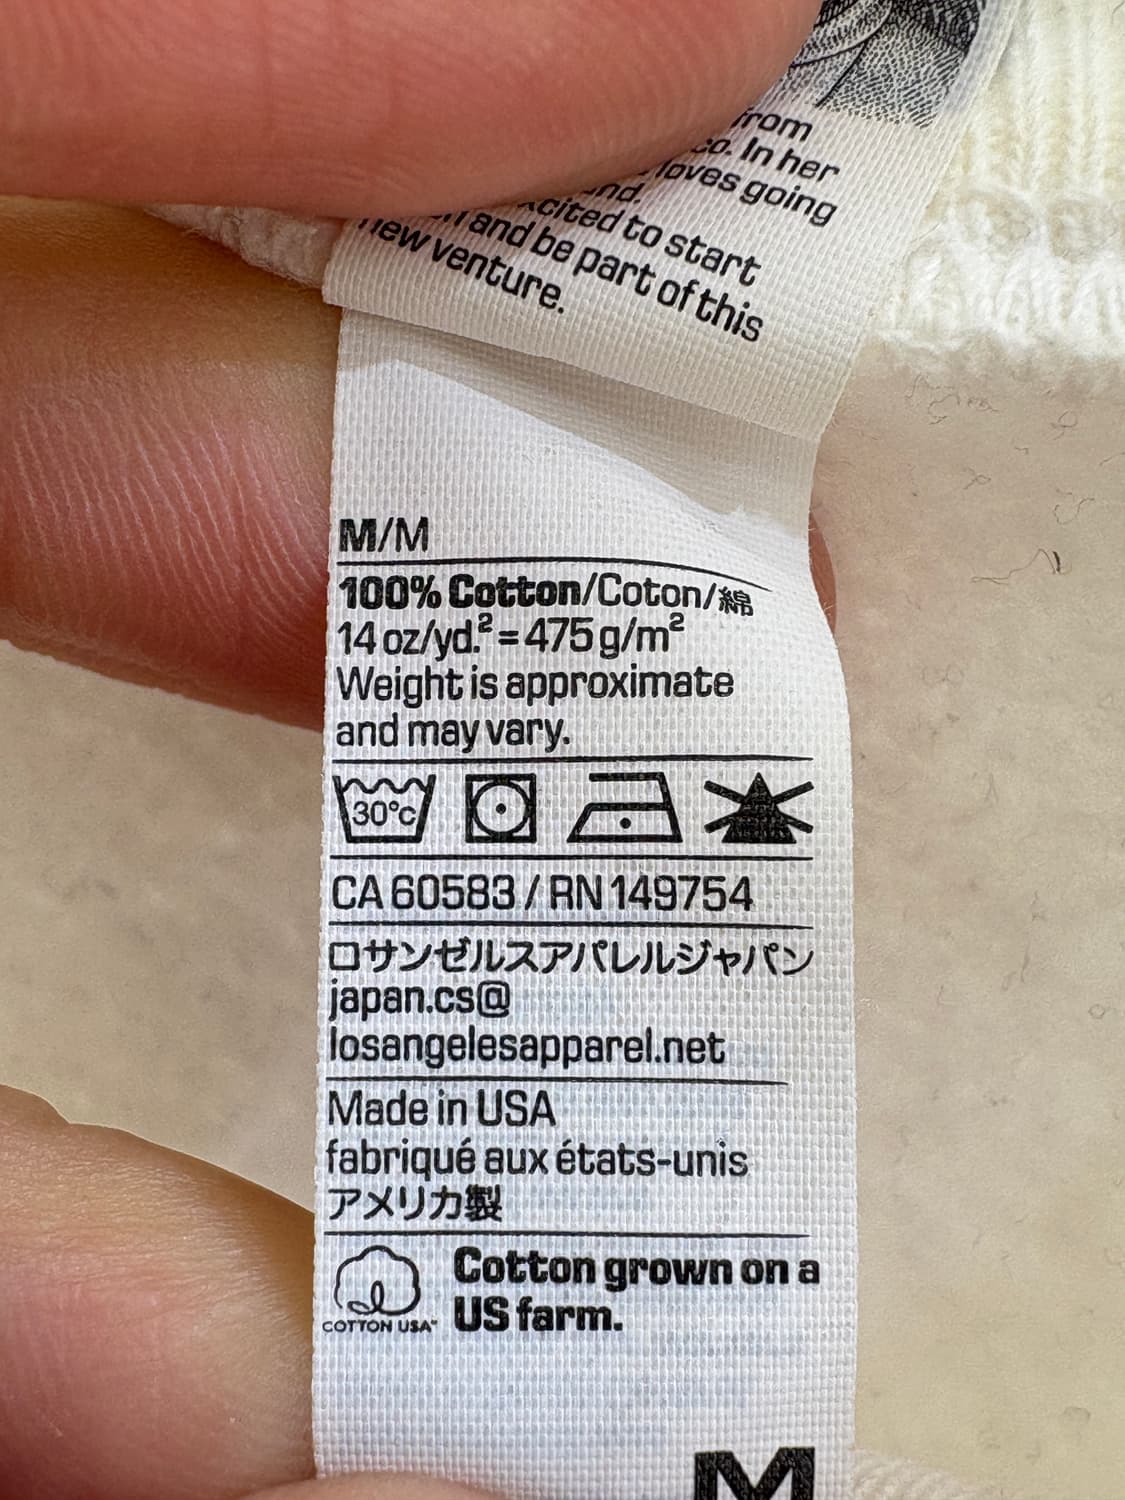 from
co. In her
loves going
and.
xcited to start
and be part of this
new venture.
M/M
100% Cotton/Coton/綿
14 oz/yd.² = 475 g/m²
Weight is approximate
and may vary.
30°c
CA 60583 / RN 149754
ロサンゼルスアパレルジャパン
japan.cs@
losangelesapparel.net
Made in USA
fabriqué aux états-unis
アメリカ製
Cotton grown on a
US farm.
COTTON USA™
M